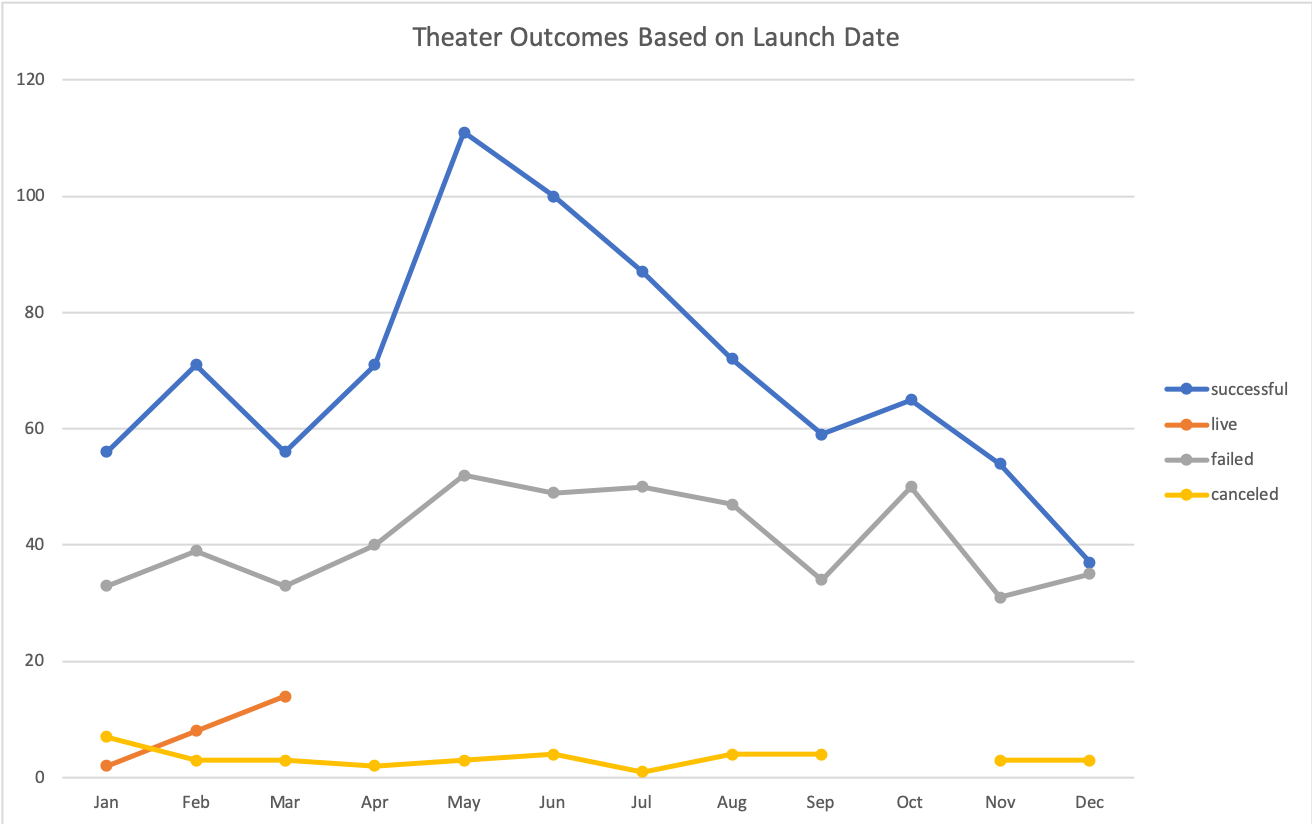 Theater Outcomes Based on Launch Date
120
100
80
60
40
20
0
Jan Feb Mar Apr May Jun Jul Aug Sep Oct Nov Dec
successful
live
failed
canceled